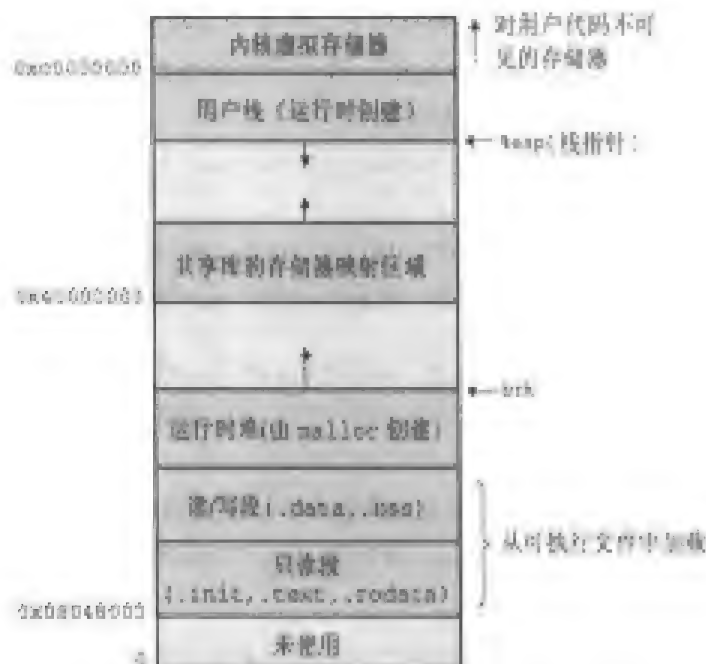 内核虚拟存储器
对用户代码不可
见的存储器
0xc0000000
用户栈（运行时创建）
%esp(栈指针)
共享库的存储器映射区域
0x40000000
brk
运行时堆(由 malloc 创建)
读/写段(.data,.bss)
从可执行文件中加载
只读段
(.init,.text,.rodata)
0x08048000
未使用
0